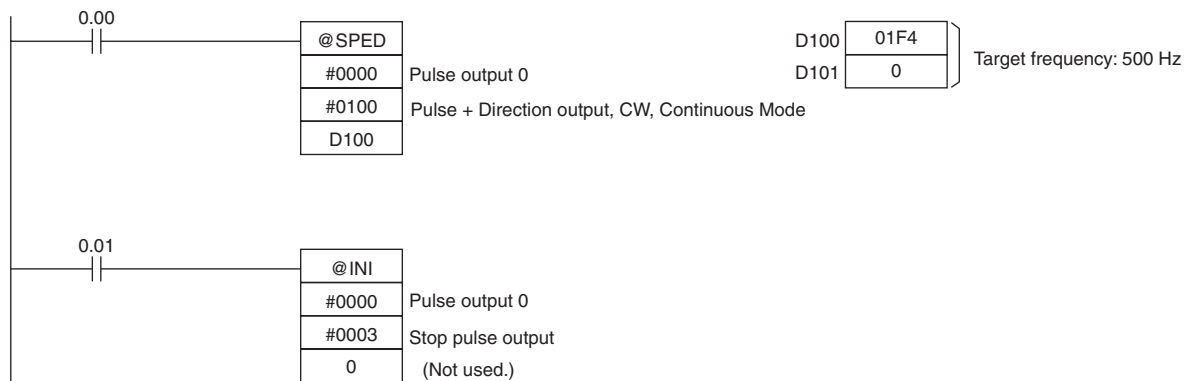 0.00
@SPED
#0000 Pulse output 0
#0100 Pulse + Direction output, CW, Continuous Mode
D100
D100 01F4
D101 0
Target frequency: 500 Hz
0.01
@INI
#0000 Pulse output 0
#0003 Stop pulse output
0 (Not used.)